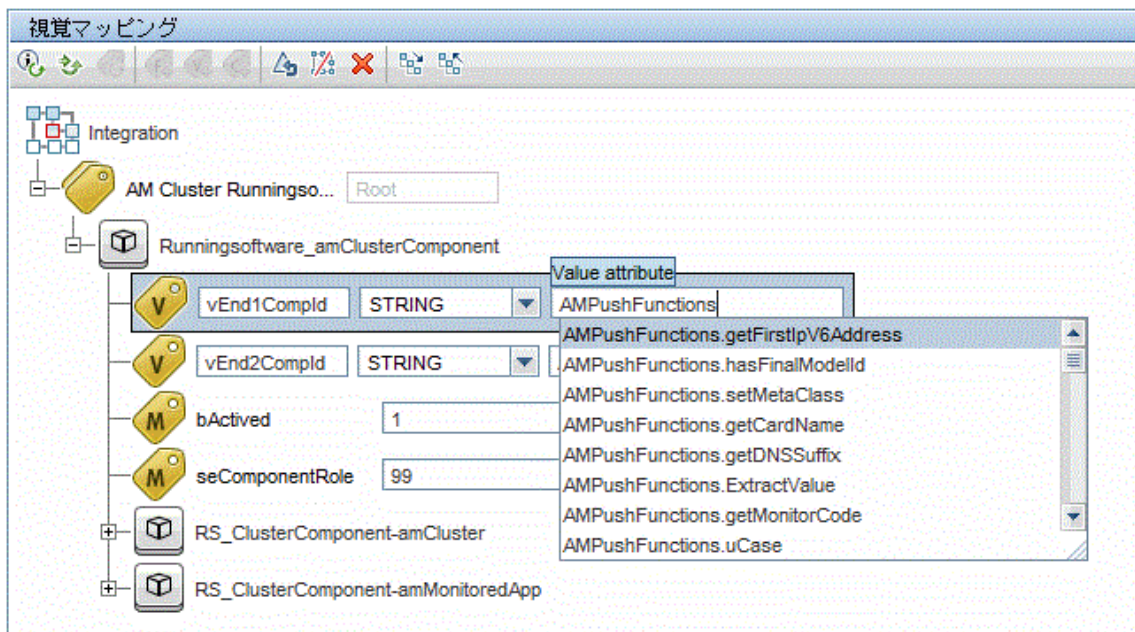 視覚マッピング
Integration
AM Cluster Runningso... Root
Runningsoftware_amClusterComponent
Value attribute
V vEnd1CompId STRING AMPushFunctions
AMPushFunctions.getFirstIpV6Address
V vEnd2CompId STRING
AMPushFunctions.hasFinalModelId
AMPushFunctions.setMetaClass
M bActived 1
AMPushFunctions.getCardName
AMPushFunctions.getDNSSuffix
M seComponentRole 99
AMPushFunctions.ExtractValue
AMPushFunctions.getMonitorCode
RS_ClusterComponent-amCluster
AMPushFunctions.uCase
RS_ClusterComponent-amMonitoredApp